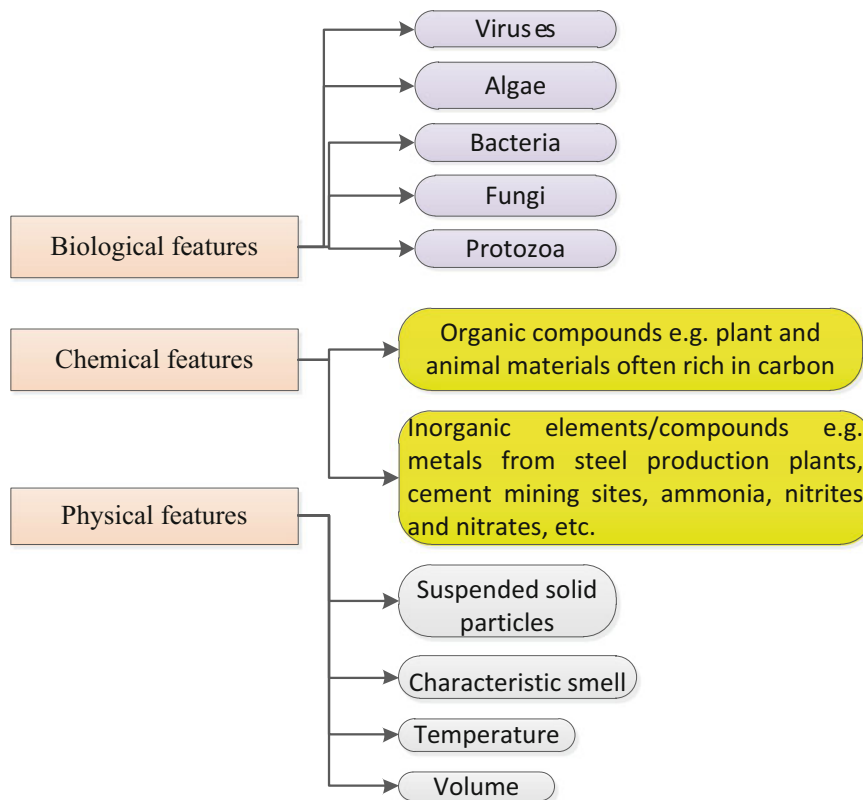 Viruses
Algae
Bacteria
Fungi
Biological features
Protozoa
Chemical features
Organic compounds e.g. plant and
animal materials often rich in carbon
Inorganic elements/compounds e.g.
metals from steel production plants,
cement mining sites, ammonia, nitrites
and nitrates, etc.
Physical features
Suspended solid
particles
Characteristic smell
Temperature
Volume